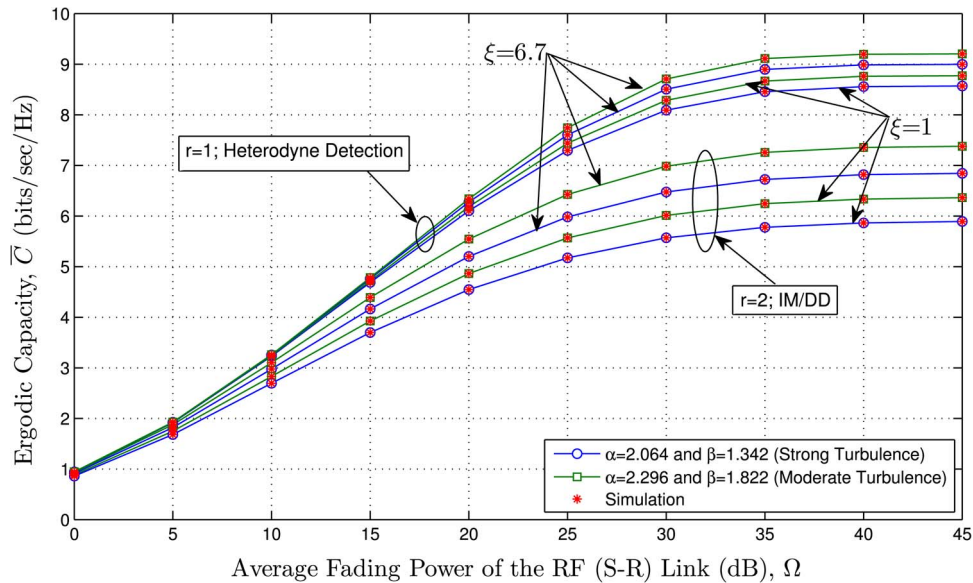 10
9
8
7
6
5
4
3
2
1
0
Ergodic Capacity, C̅ (bits/sec/Hz)
ξ=6.7
r=1; Heterodyne Detection
ξ=1
r=2; IM/DD
α=2.064 and β=1.342 (Strong Turbulence)
α=2.296 and β=1.822 (Moderate Turbulence)
Simulation
0 5 10 15 20 25 30 35 40 45
Average Fading Power of the RF (S-R) Link (dB), Ω